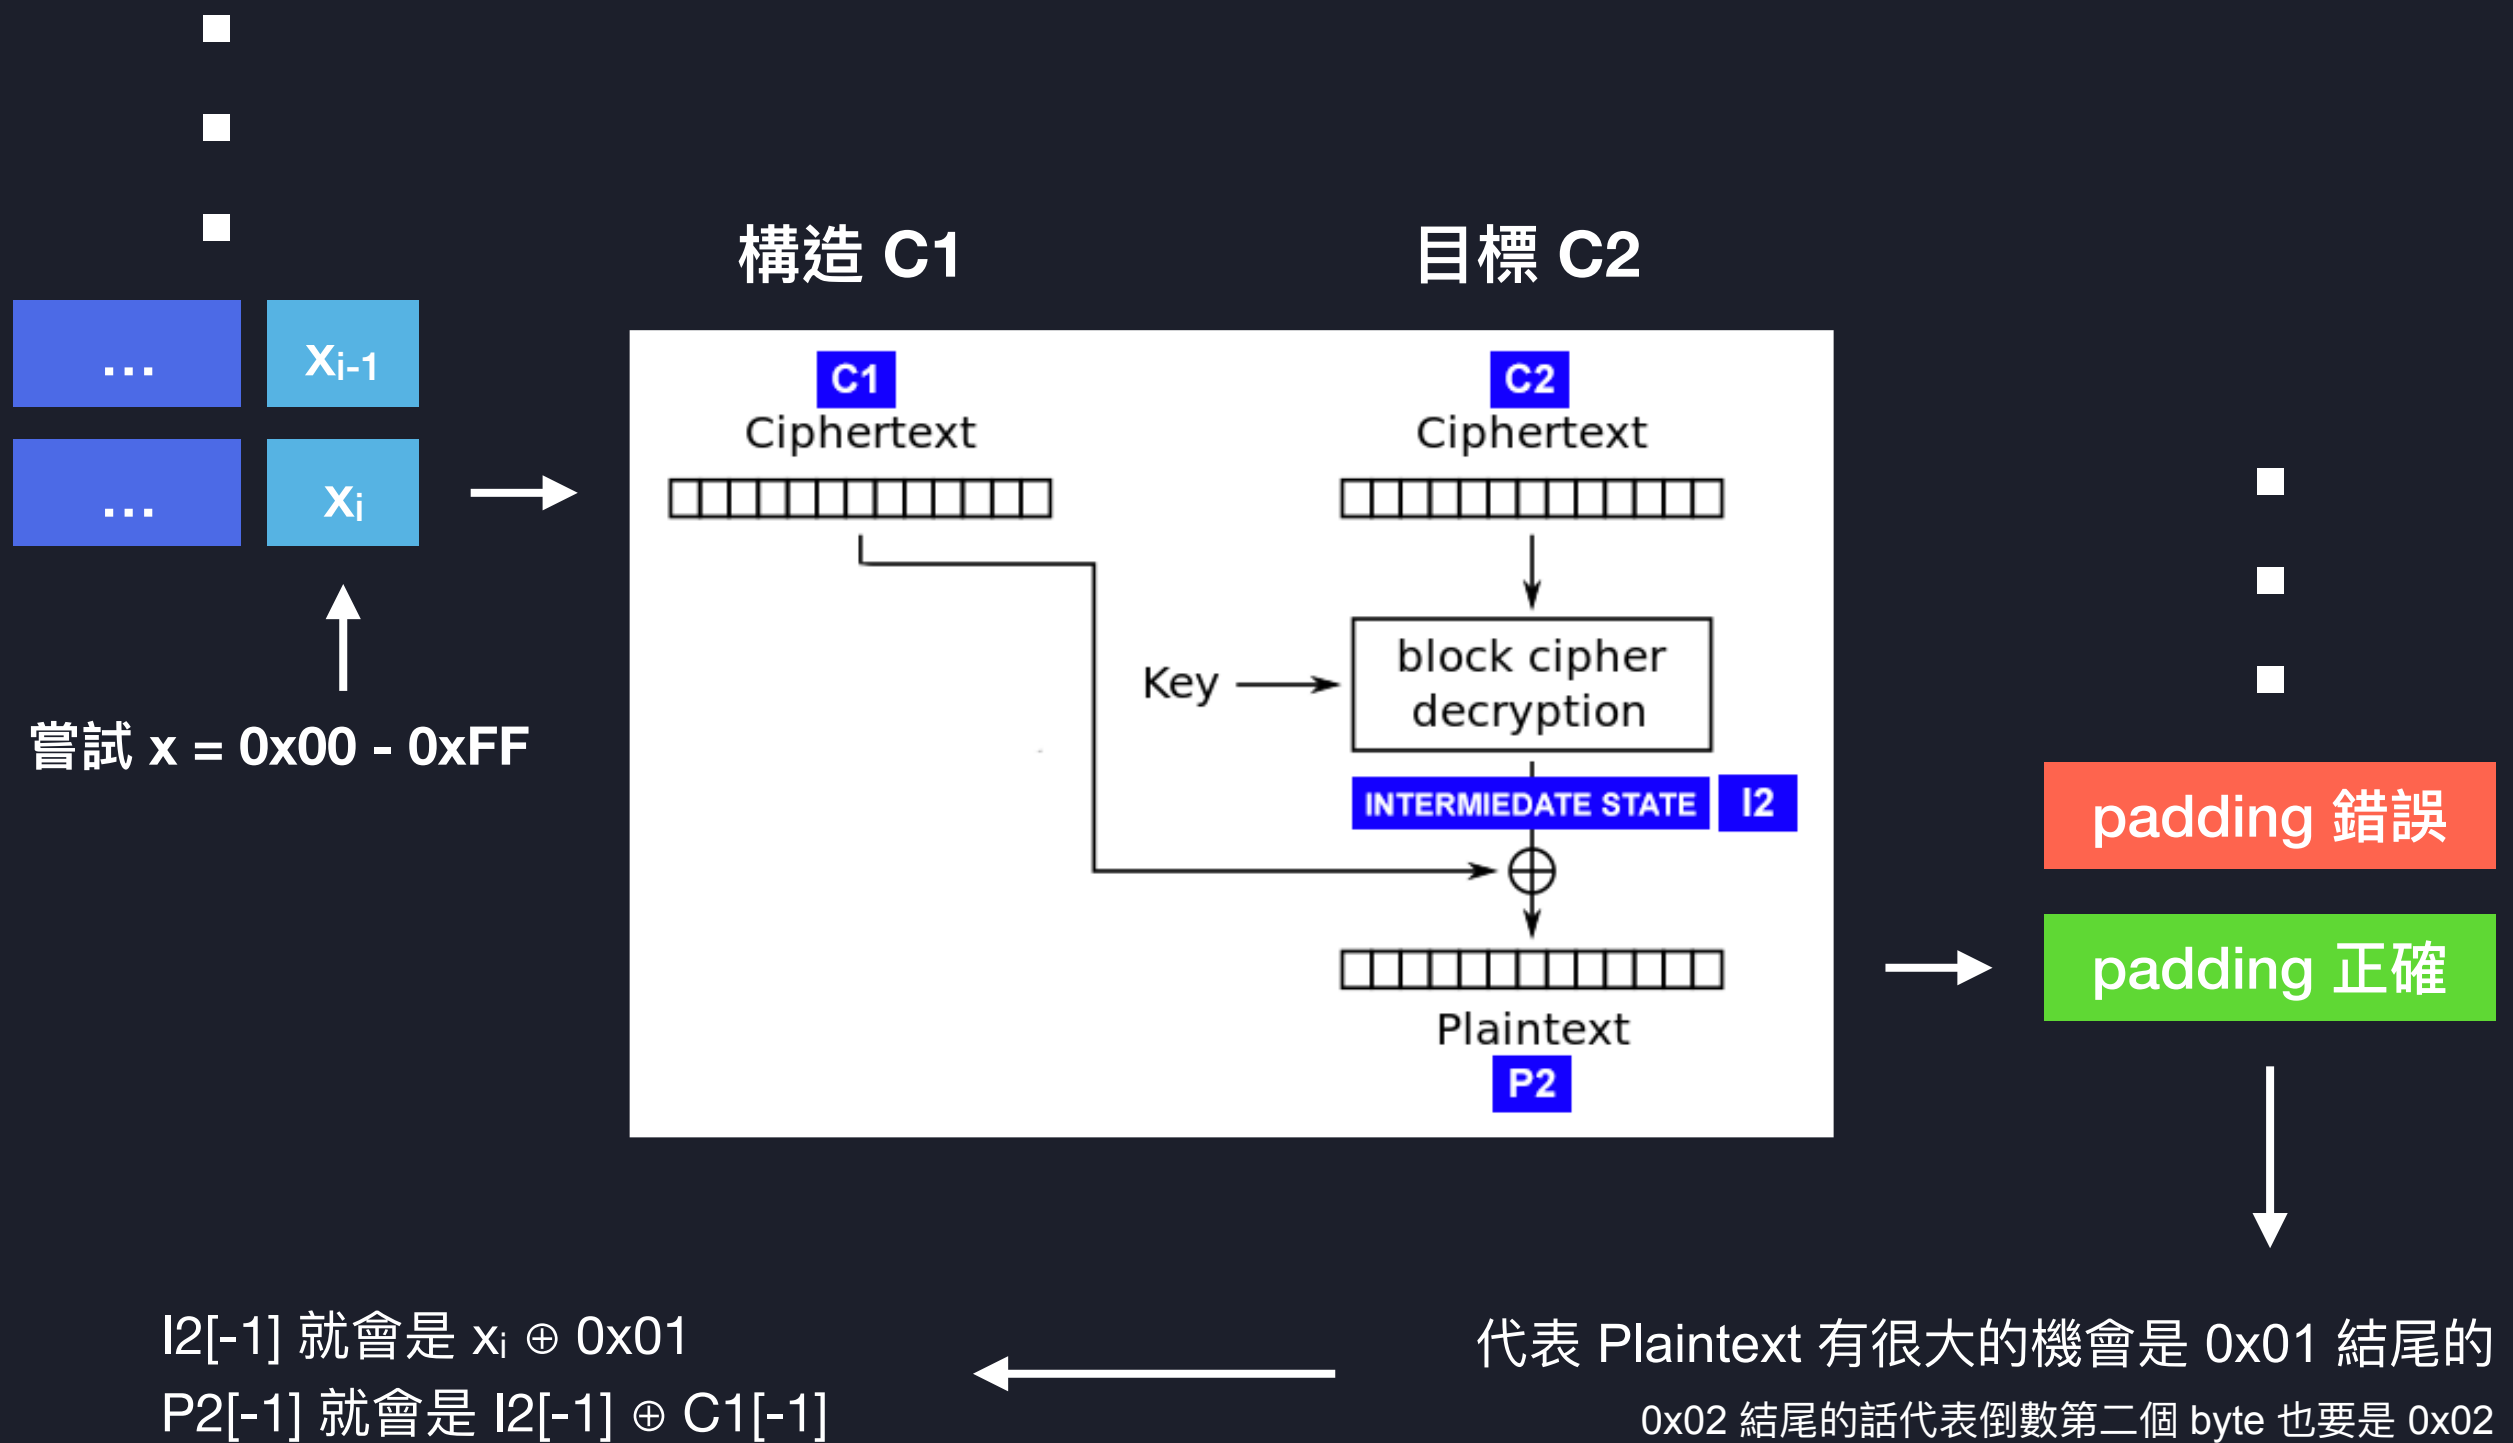 構造 C1
目標 C2
... xi-1
... xi
嘗試 x = 0x00 - 0xFF
C1
Ciphertext
C2
Ciphertext
Key
block cipher
decryption
INTERMIEDATE STATE I2
Plaintext
P2
padding 錯誤
padding 正確
代表 Plaintext 有很大的機會是 0x01 結尾的
0x02 結尾的話代表倒數第二個 byte 也要是 0x02
I2[-1] 就會是 xi ⊕ 0x01
P2[-1] 就會是 I2[-1] ⊕ C1[-1]